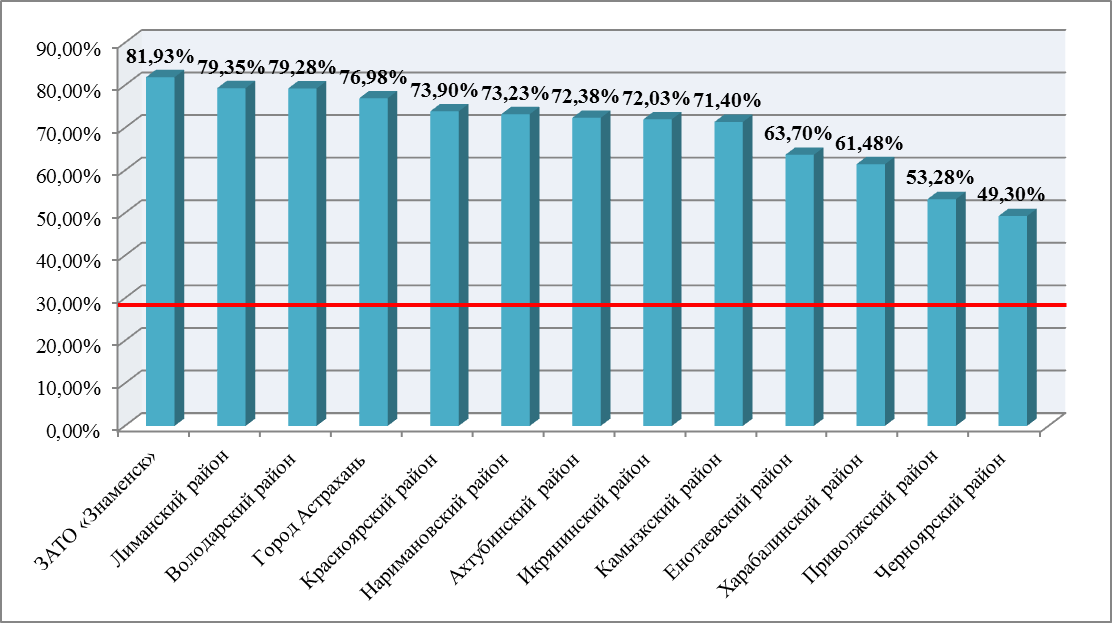 90,00%
80,00%
70,00%
60,00%
50,00%
40,00%
30,00%
20,00%
10,00%
0,00%
81,93%
79,35%
79,28%
76,98%
73,90%
73,23%
72,38%
72,03%
71,40%
63,70%
61,48%
53,28%
49,30%
ЗАТО «Знаменск»
Лиманский район
Володарский район
Город Астрахань
Красноярский район
Наримановский район
Ахтубинский район
Икрянинский район
Камызкский район
Енотаевский район
Харабалинский район
Приволжский район
Черноярский район